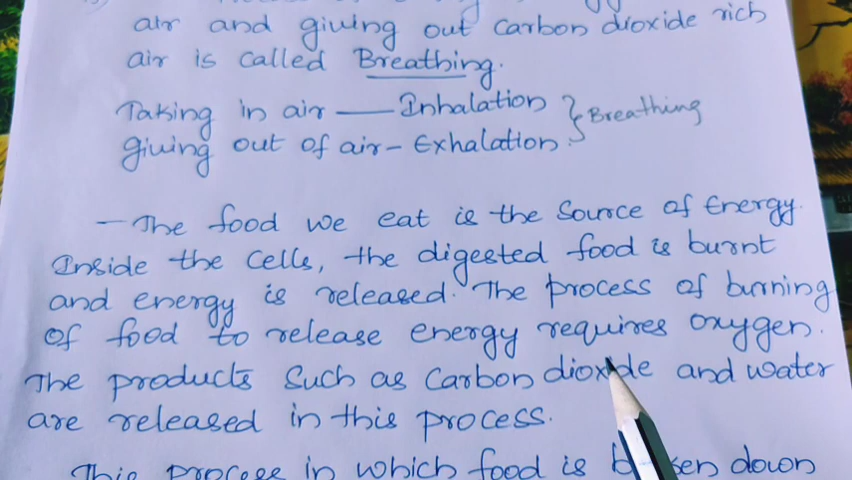 air and giving out carbon dioxide rich
air is called Breathing.
Taking in air — Inhalation } Breathing
giving out of air - Exhalation.
- The food we eat is the Source of Energy.
Inside the cells, the digested food is burnt
and energy is released. The process of burning
of food to release energy requires oxygen.
The products such as carbon dioxide and water
are released in this process.
This process in which food is broken down